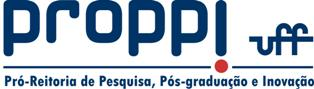 proppi uff
Pró-Reitoria de Pesquisa, Pós-graduação e Inovação